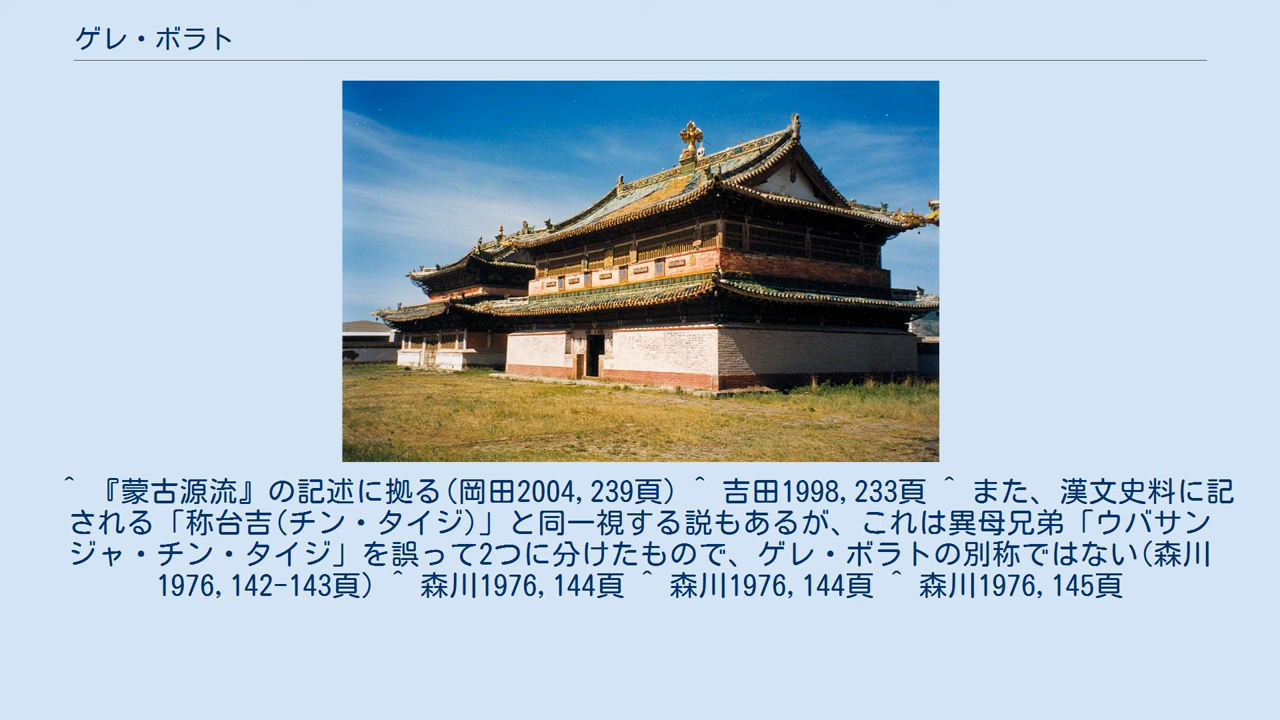 ゲレ・ボラト
^ 『蒙古源流』の記述に拠る(岡田2004,239頁) ^ 吉田1998,233頁 ^ また、漢文史料に記
される「称台吉(チン・タイジ)」と同一視する説もあるが、これは異母兄弟「ウバサン
ジャ・チン・タイジ」を誤って2つに分けたもので、ゲレ・ボラトの別称ではない(森川
1976,142-143頁) ^ 森川1976,144頁 ^ 森川1976,144頁 ^ 森川1976,145頁